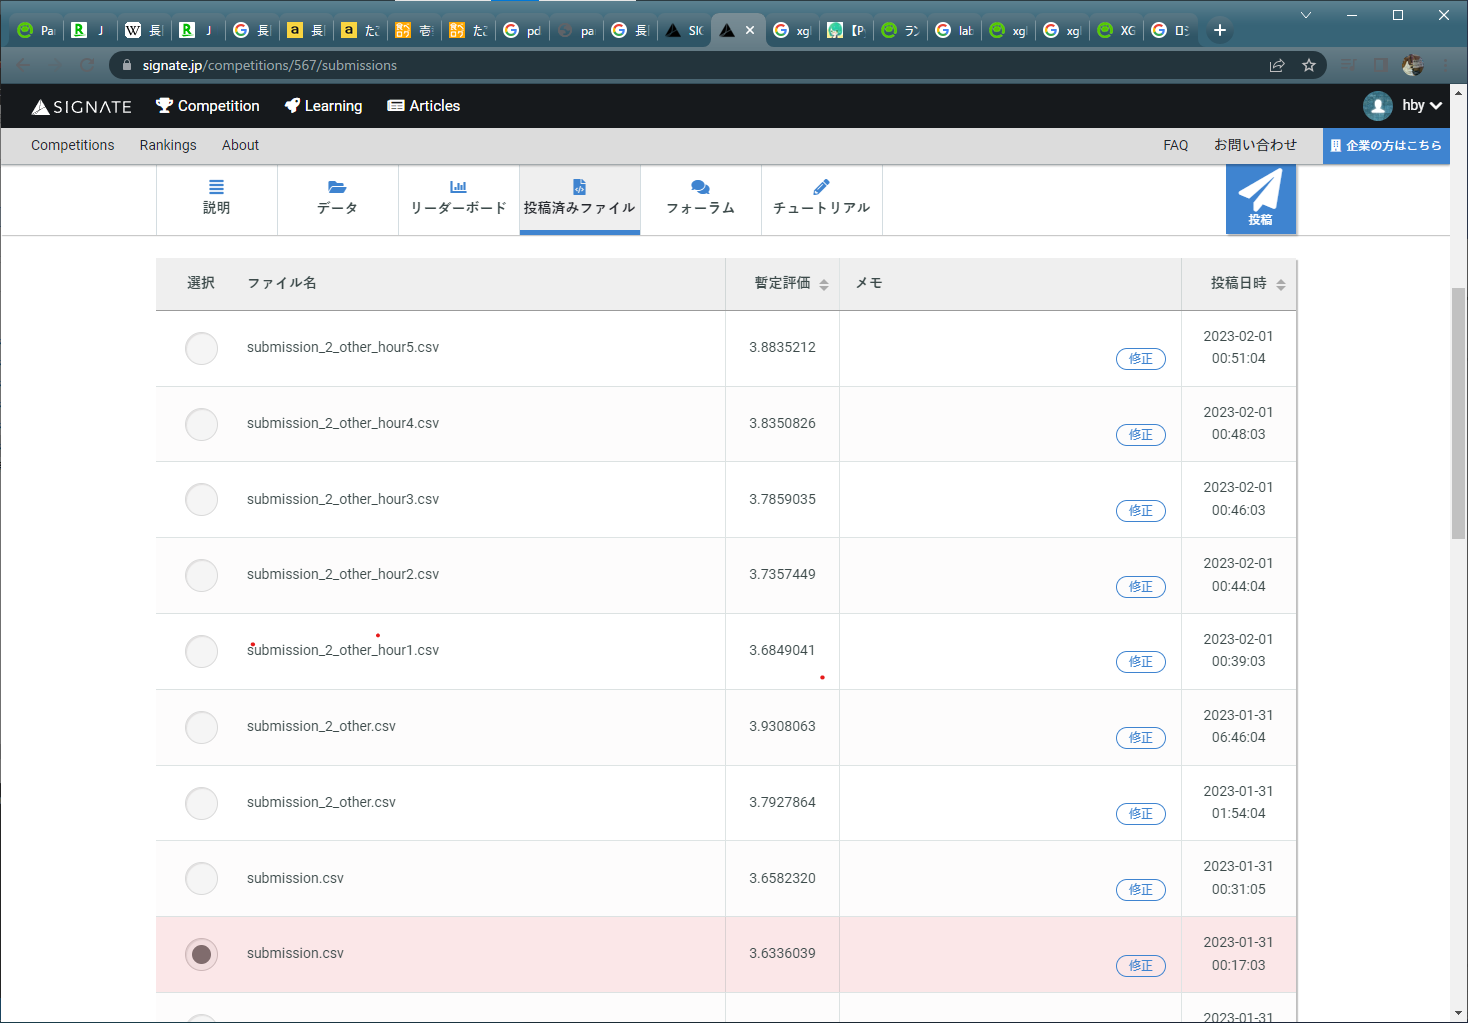 Pa
J
長
J
長
長
たこ
壱
たこ
pd
pa
長
SIG
xgl
【P
ラン
lab
xgl
xgl
XG
ロジ
signate.jp/competitions/567/submissions
SIGNATE
Competition
Learning
Articles
hby
Competitions
Rankings
About
FAQ
お問い合わせ
企業の方はこちら
説明
データ
リーダーボード
投稿済みファイル
フォーラム
チュートリアル
投稿
選択 ファイル名 暫定評価 メモ 投稿日時
submission_2_other_hour5.csv 3.8835212 修正 2023-02-01
00:51:04
submission_2_other_hour4.csv 3.8350826 修正 2023-02-01
00:48:03
submission_2_other_hour3.csv 3.7859035 修正 2023-02-01
00:46:03
submission_2_other_hour2.csv 3.7357449 修正 2023-02-01
00:44:04
submission_2_other_hour1.csv 3.6849041 修正 2023-02-01
00:39:03
submission_2_other.csv 3.9308063 修正 2023-01-31
06:46:04
submission_2_other.csv 3.7927864 修正 2023-01-31
01:54:04
submission.csv 3.6582320 修正 2023-01-31
00:31:05
submission.csv 3.6336039 修正 2023-01-31
00:17:03
2023-01-31